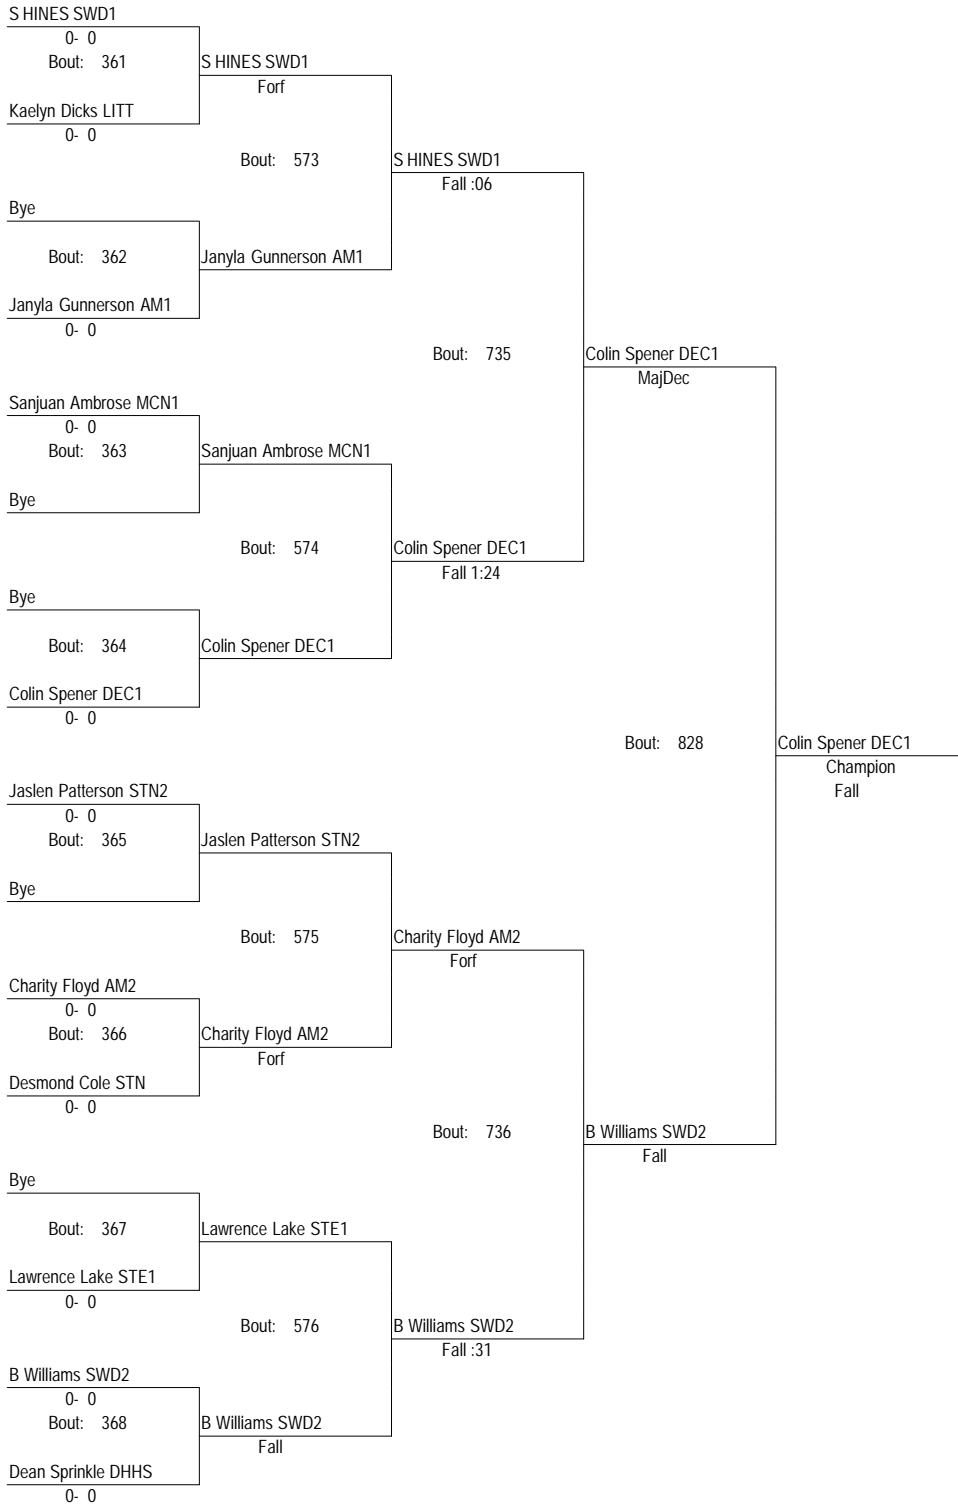 S HINES SWD1
0- 0
Bout: 361
S HINES SWD1
Forf
Kaelyn Dicks LITT
0- 0
Bout: 573
S HINES SWD1
Fall :06
Bye
Bout: 362
Janyla Gunnerson AM1
Janyla Gunnerson AM1
0- 0
Bout: 735
Colin Spener DEC1
MajDec
Sanjuan Ambrose MCN1
0- 0
Bout: 363
Sanjuan Ambrose MCN1
Bye
Bout: 574
Colin Spener DEC1
Fall 1:24
Bye
Bout: 364
Colin Spener DEC1
Colin Spener DEC1
0- 0
Bout: 828
Colin Spener DEC1
Champion
Fall
Jaslen Patterson STN2
0- 0
Bout: 365
Jaslen Patterson STN2
Bye
Bout: 575
Charity Floyd AM2
Forf
Charity Floyd AM2
0- 0
Bout: 366
Charity Floyd AM2
Forf
Desmond Cole STN
0- 0
Bout: 736
B Williams SWD2
Fall
Bye
Bout: 367
Lawrence Lake STE1
Lawrence Lake STE1
0- 0
Bout: 576
B Williams SWD2
Fall :31
B Williams SWD2
0- 0
Bout: 368
B Williams SWD2
Fall
Dean Sprinkle DHHS
0- 0